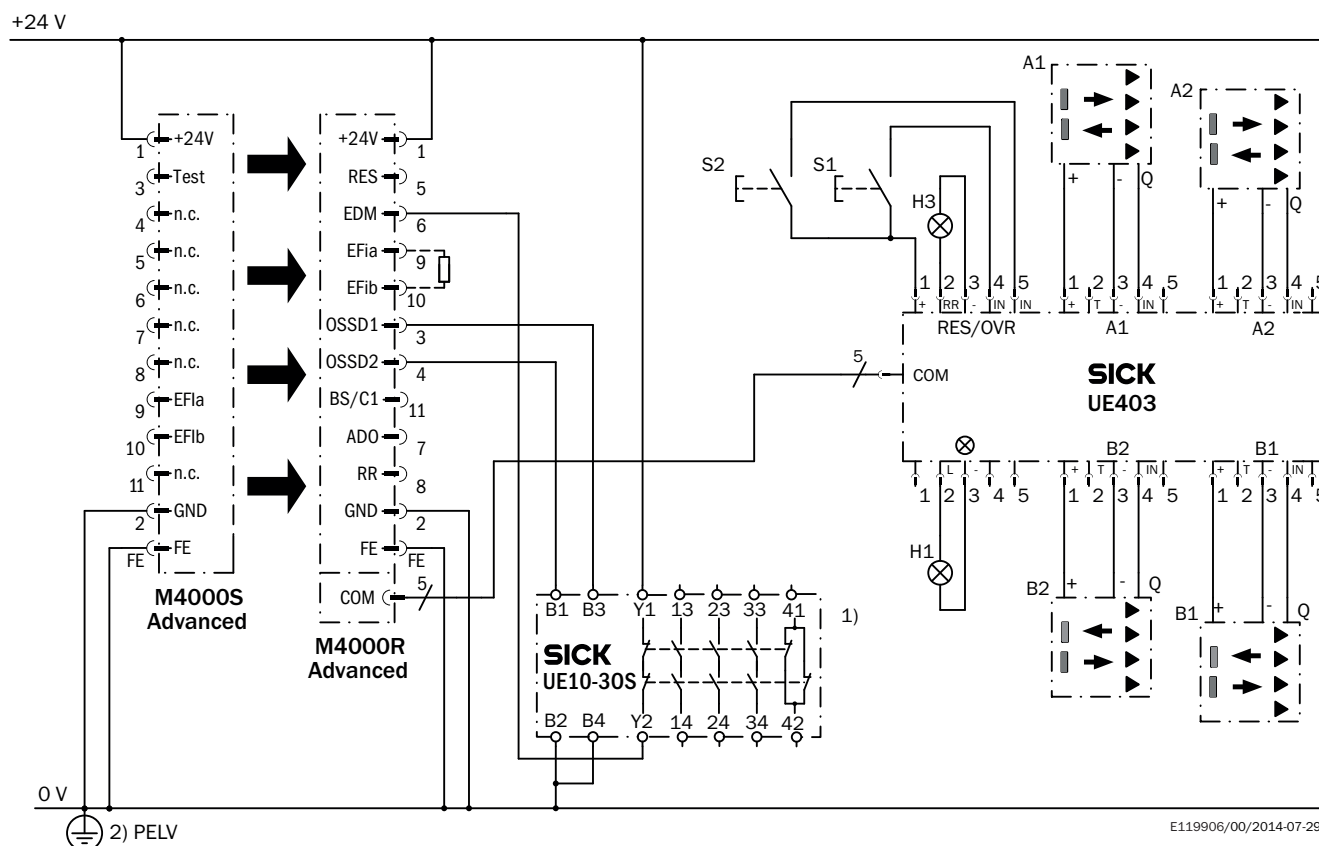 +24 V
+24V
1
Test
3
n.c.
4
n.c.
5
n.c.
6
n.c.
7
n.c.
8
EFIa
9
EFIb
10
n.c.
11
GND
2
FE
FE
M4000S
Advanced
+24V
1
RES
5
EDM
6
EFia
9
EFib
10
OSSD1
3
OSSD2
4
BS/C1
11
ADO
7
RR
8
GND
2
FE
FE
COM
5
M4000R
Advanced
B1 B3 Y1 13 23 33 41
1)
SICK
UE10-30S
B2 B4 Y2 14 24 34 42
S2
S1
H3
A1
+ - Q
A2
+ - Q
1 2 3 4 5
+ RR - IN IN
RES/OVR
1 2 3 4 5
+ T - IN
A1
1 2 3 4 5
+ T - IN
A2
5
COM
SICK
UE403
L -
1 2 3 4 5
B2
+ T - IN
1 2 3 4 5
B1
+ T - IN
1 2 3 4 5
H1
B2
+ - Q
B1
+ - Q
0 V
2) PELV
E119906/00/2014-07-29